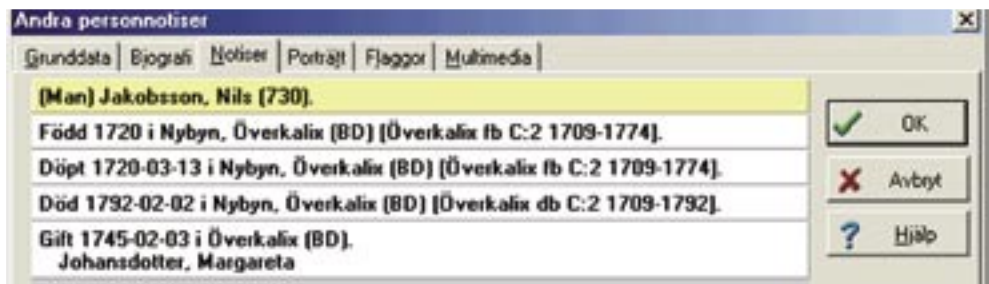 Andra personnotiser
Grunddata Biografi Notiser Porträtt Flaggor Multimedia
(Man) Jakobsson, Nils (730).
Född 1720 i Nybyn, Överkalix (BD) [Överkalix fb C:2 1709-1774].
Döpt 1720-03-13 i Nybyn, Överkalix (BD) [Överkalix fb C:2 1709-1774].
Död 1792-02-02 i Nybyn, Överkalix (BD) [Överkalix db C:2 1709-1792].
Gift 1745-02-03 i Överkalix (BD).
Johansdotter, Margareta
OK
Avbryt
Hjälp